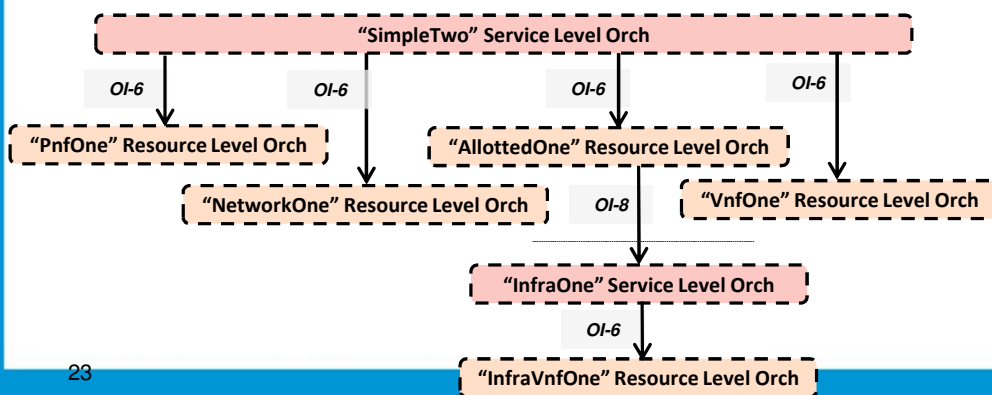 “SimpleTwo” Service Level Orch
OI-6
OI-6
OI-6
OI-6
“PnfOne” Resource Level Orch
“AllottedOne” Resource Level Orch
“NetworkOne” Resource Level Orch
OI-8
“VnfOne” Resource Level Orch
“InfraOne” Service Level Orch
OI-6
23
“InfraVnfOne” Resource Level Orch